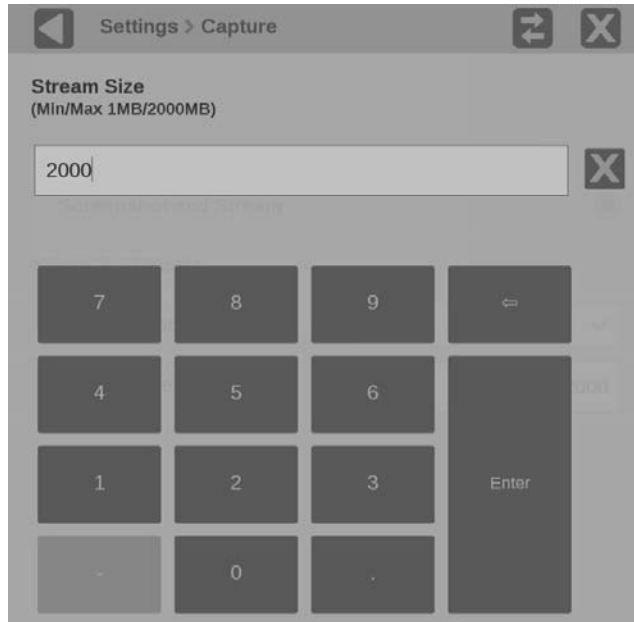 Settings > Capture
Stream Size
(Min/Max 1MB/2000MB)
2000
7 8 9 ⇦
4 5 6
1 2 3 Enter
- 0 .